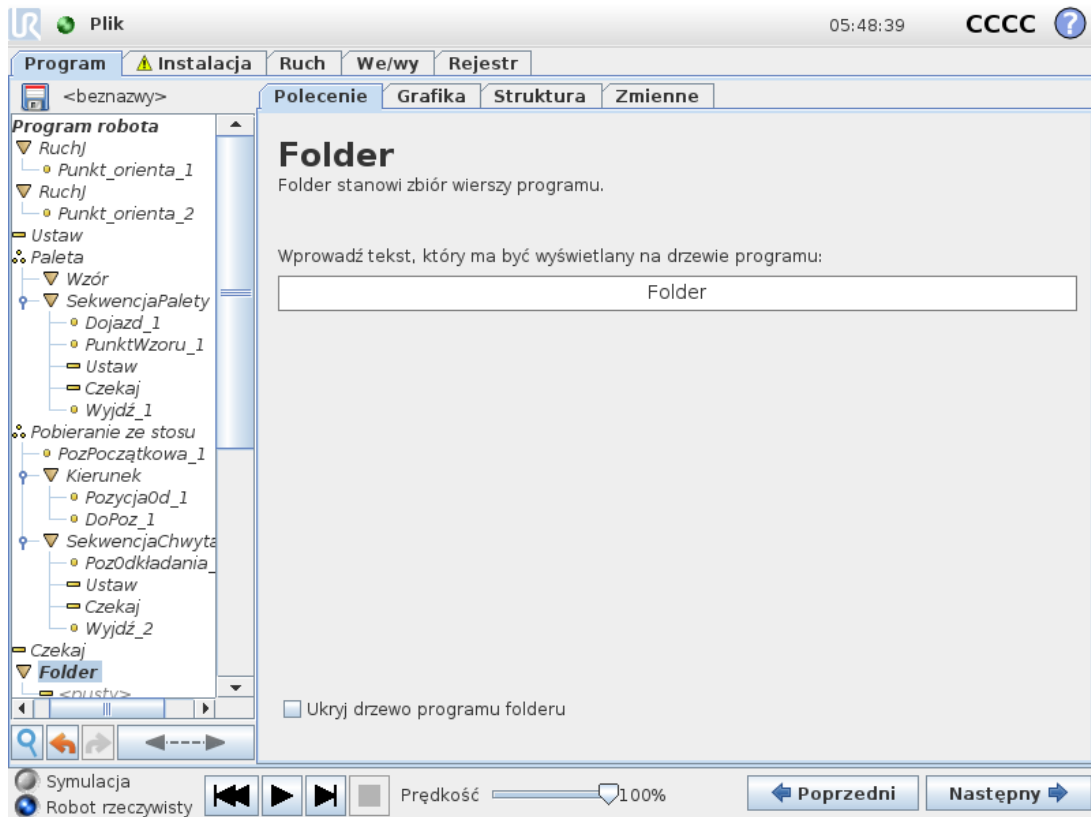 UR Plik 05:48:39 CCCC ?
Program Instalacja Ruch We/wy Rejestr
<beznazwy> Polecenie Grafika Struktura Zmienne
Program robota
RuchJ
Punkt_orienta_1
RuchJ
Punkt_orienta_2
Ustaw
Paleta
Wzór
SekwencjaPalety
Dojazd_1
PunktWzoru_1
Ustaw
Czekaj
Wyjdź_1
Pobieranie ze stosu
PozPoczątkowa_1
Kierunek
PozycjaOd_1
DoPoz_1
SekwencjaChwyta
PozOdkładania_
Ustaw
Czekaj
Wyjdź_2
Czekaj
Folder
<pusty>
Folder
Folder stanowi zbiór wierszy programu.
Wprowadź tekst, który ma być wyświetlany na drzewie programu:
Folder
Ukryj drzewo programu folderu
Symulacja
Robot rzeczywisty
Prędkość 100%
Poprzedni Następny